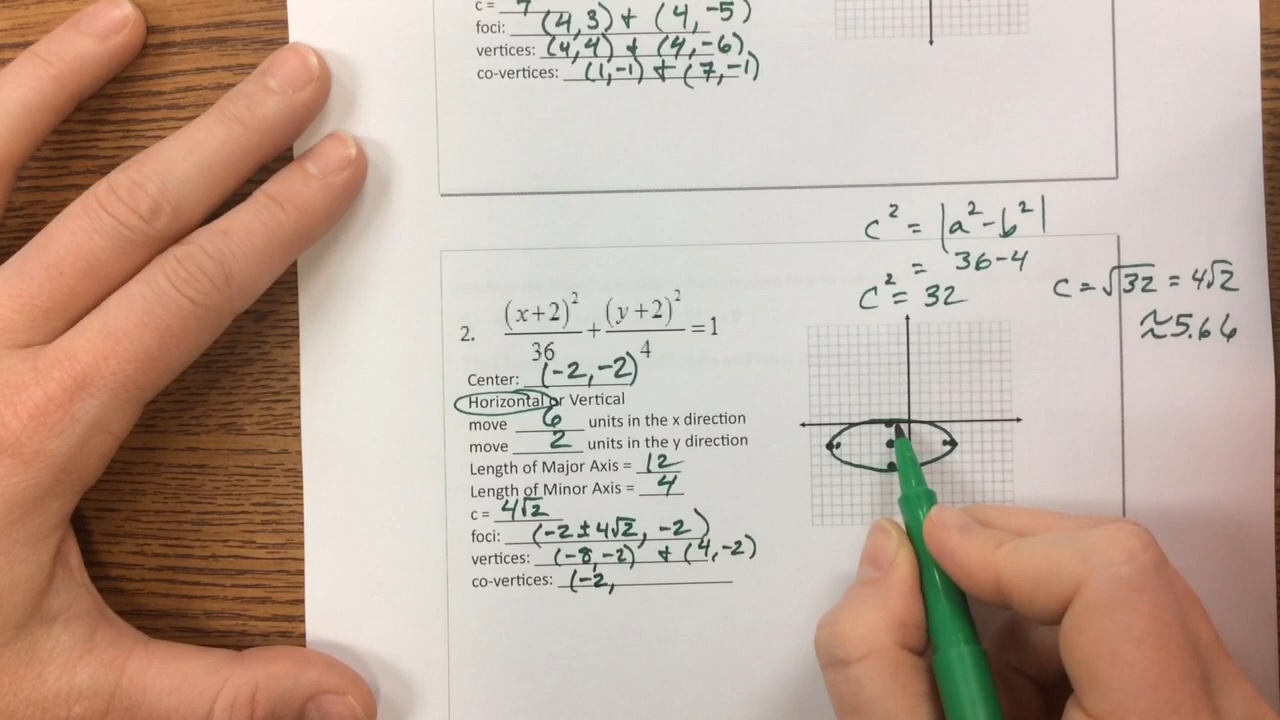 c = 
foci: (4,3) + (4,-5)
vertices: (4,4) + (4,-6)
co-vertices: (1,-1) + (7,-1)
c² = |a²-b²|
= 36-4
c² = 32
c = √32 = 4√2
≈5.66
2. (x+2)²/36 + (y+2)²/4 = 1
Center: (-2,-2)
Horizontal or Vertical
move 6 units in the x direction
move 2 units in the y direction
Length of Major Axis = 12
Length of Minor Axis = 4
c = 4√2
foci: (-2±4√2, -2)
vertices: (-8,-2) + (4,-2)
co-vertices: (-2,